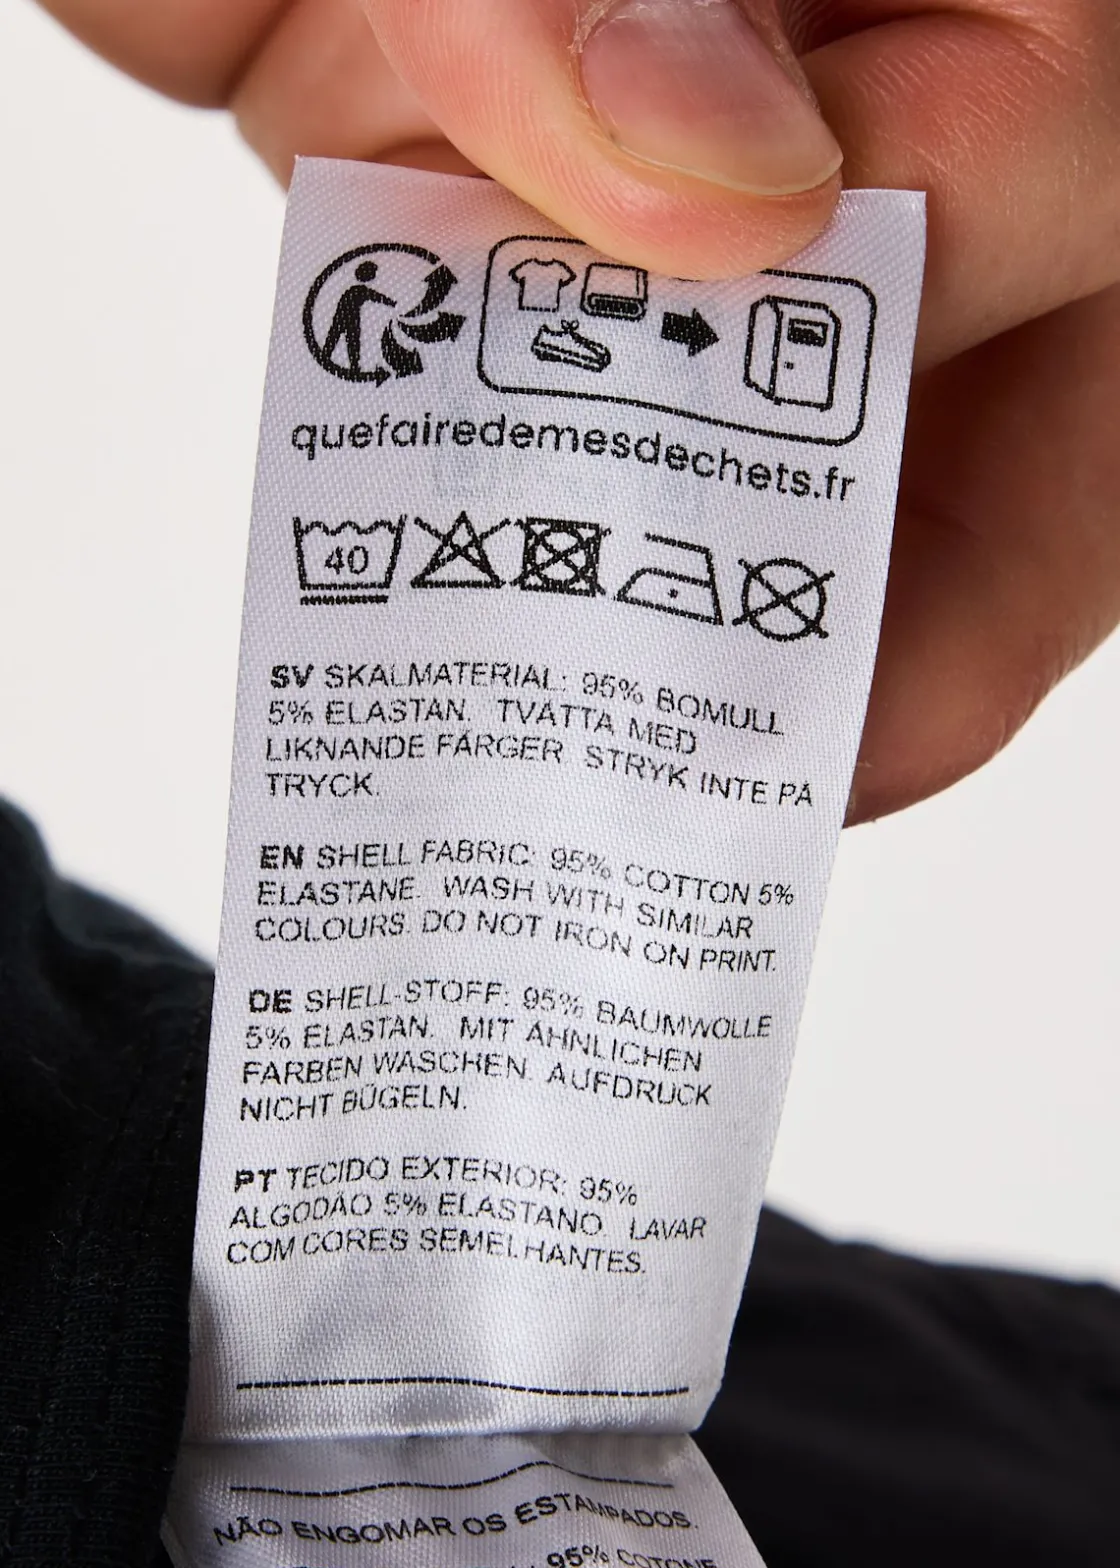 quefairedemesdechets.fr
40
SV SKALMATERIAL: 95% BOMULL
5% ELASTAN. TVÄTTA MED
LIKNANDE FÄRGER STRYK INTE PÅ
TRYCK.
EN SHELL FABRIC: 95% COTTON 5%
ELASTANE. WASH WITH SIMILAR
COLOURS. DO NOT IRON ON PRINT.
DE SHELL-STOFF: 95% BAUMWOLLE
5% ELASTAN. MIT ÄHNLICHEN
FARBEN WASCHEN. AUFDRUCK
NICHT BÜGELN.
PT TECIDO EXTERIOR: 95%
ALGODÃO 5% ELASTANO. LAVAR
COM CORES SEMELHANTES.
NÃO ENGOMAR OS ESTAMPADOS.
95% COTONE